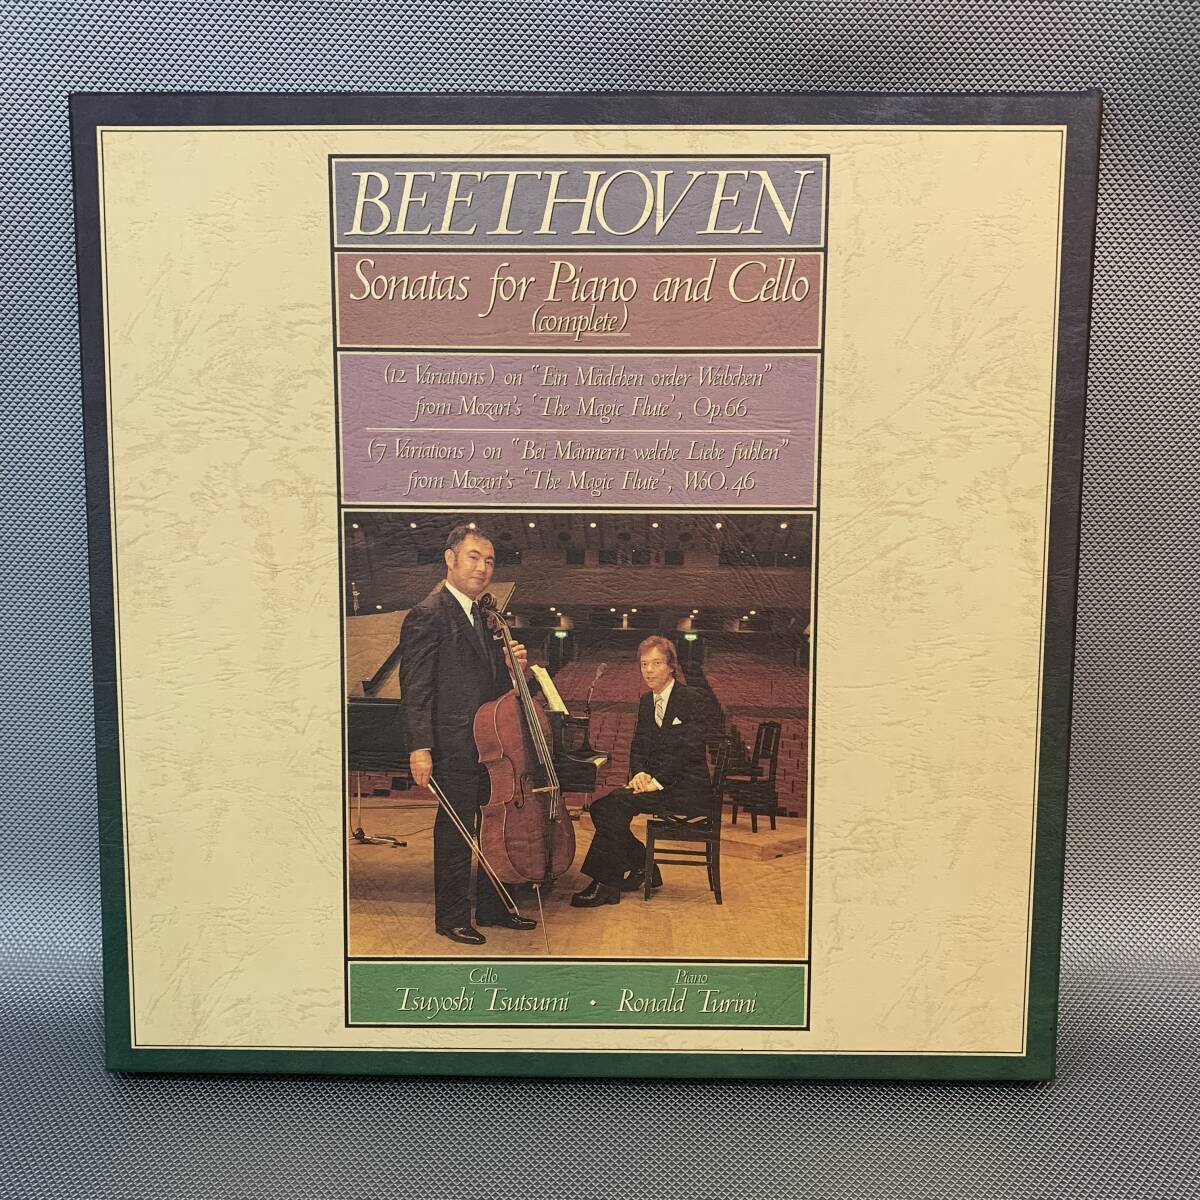 BEETHOVEN
Sonatas for Piano and Cello
(complete)
(12 Variations) on "Ein Mädchen order Weibchen"
from Mozart's 'The Magic Flute', Op.66
(7 Variations) on "Bei Männern welche Liebe fühlen"
from Mozart's 'The Magic Flute', WoO.46
Cello Piano
Tsuyoshi Tsutsumi • Ronald Turini